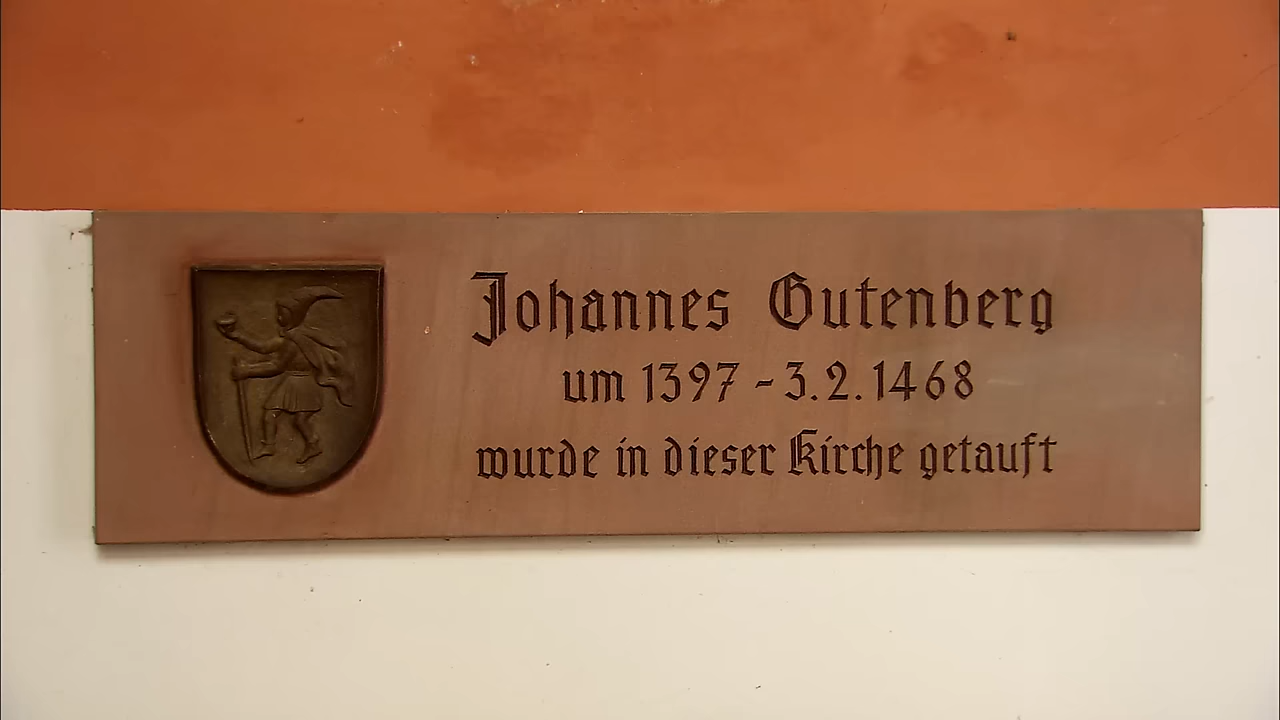 Johannes Gutenberg
um 1397 - 3.2.1468
wurde in dieser Kirche getauft